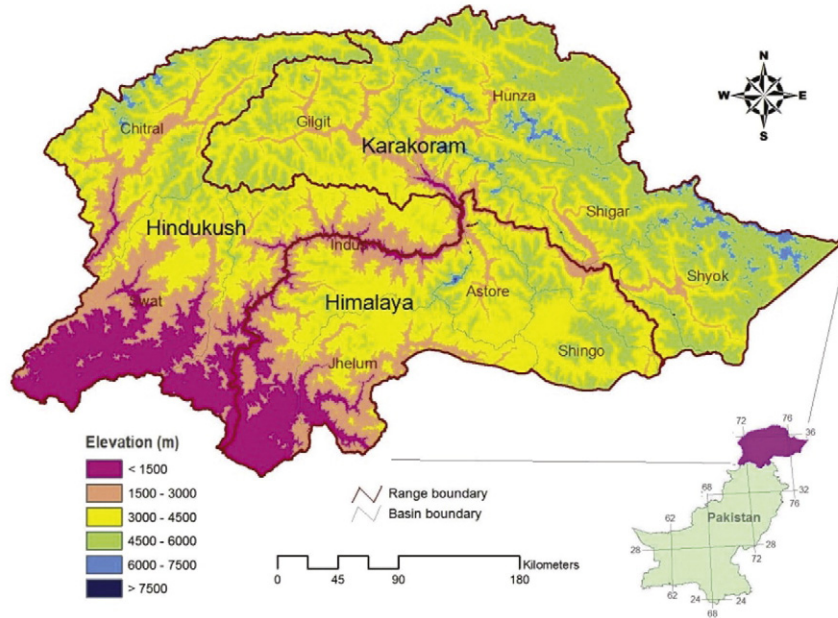 N
W E
S
Chitral
Gilgit
Hunza
Karakoram
Shigar
Hindukush
Indus
Shyok
Swat
Himalaya
Astore
Jhelum
Shingo
Elevation (m)
< 1500
1500 - 3000
3000 - 4500
4500 - 6000
6000 - 7500
> 7500
Range boundary
Basin boundary
Kilometers
0 22.5 45 90 180
72 76
36
68
32
76
62
Pakistan
28
28
72
62
24 24
68